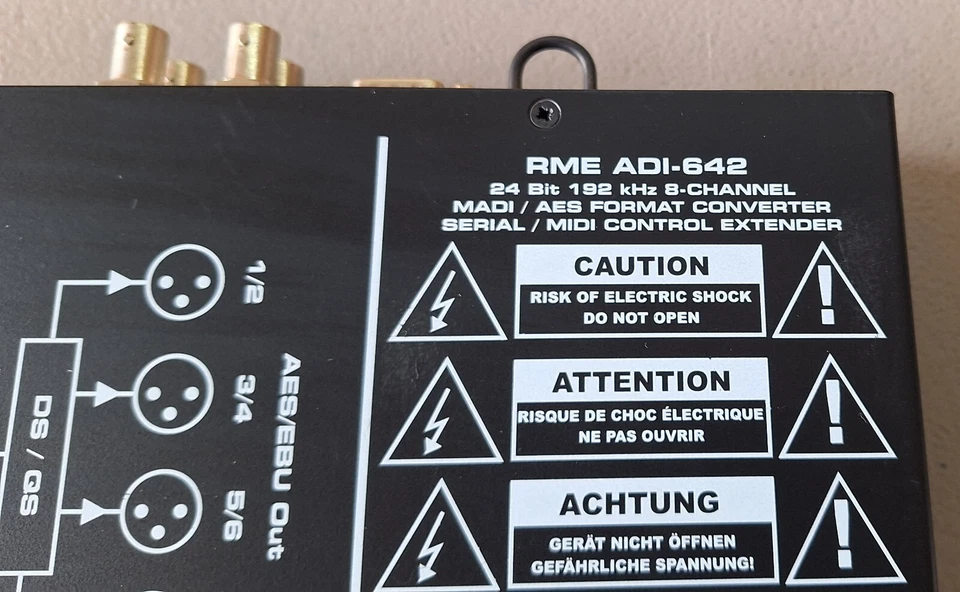 RME ADI-642
24 Bit 192 kHz 8-CHANNEL
MADI / AES FORMAT CONVERTER
SERIAL / MIDI CONTROL EXTENDER
CAUTION
RISK OF ELECTRIC SHOCK
DO NOT OPEN
ATTENTION
RISQUE DE CHOC ÉLECTRIQUE
NE PAS OUVRIR
ACHTUNG
GERÄT NICHT ÖFFNEN
GEFÄHRLICHE SPANNUNG!
1/2
3/4
5/6
AES/EBU Out
DS / QS